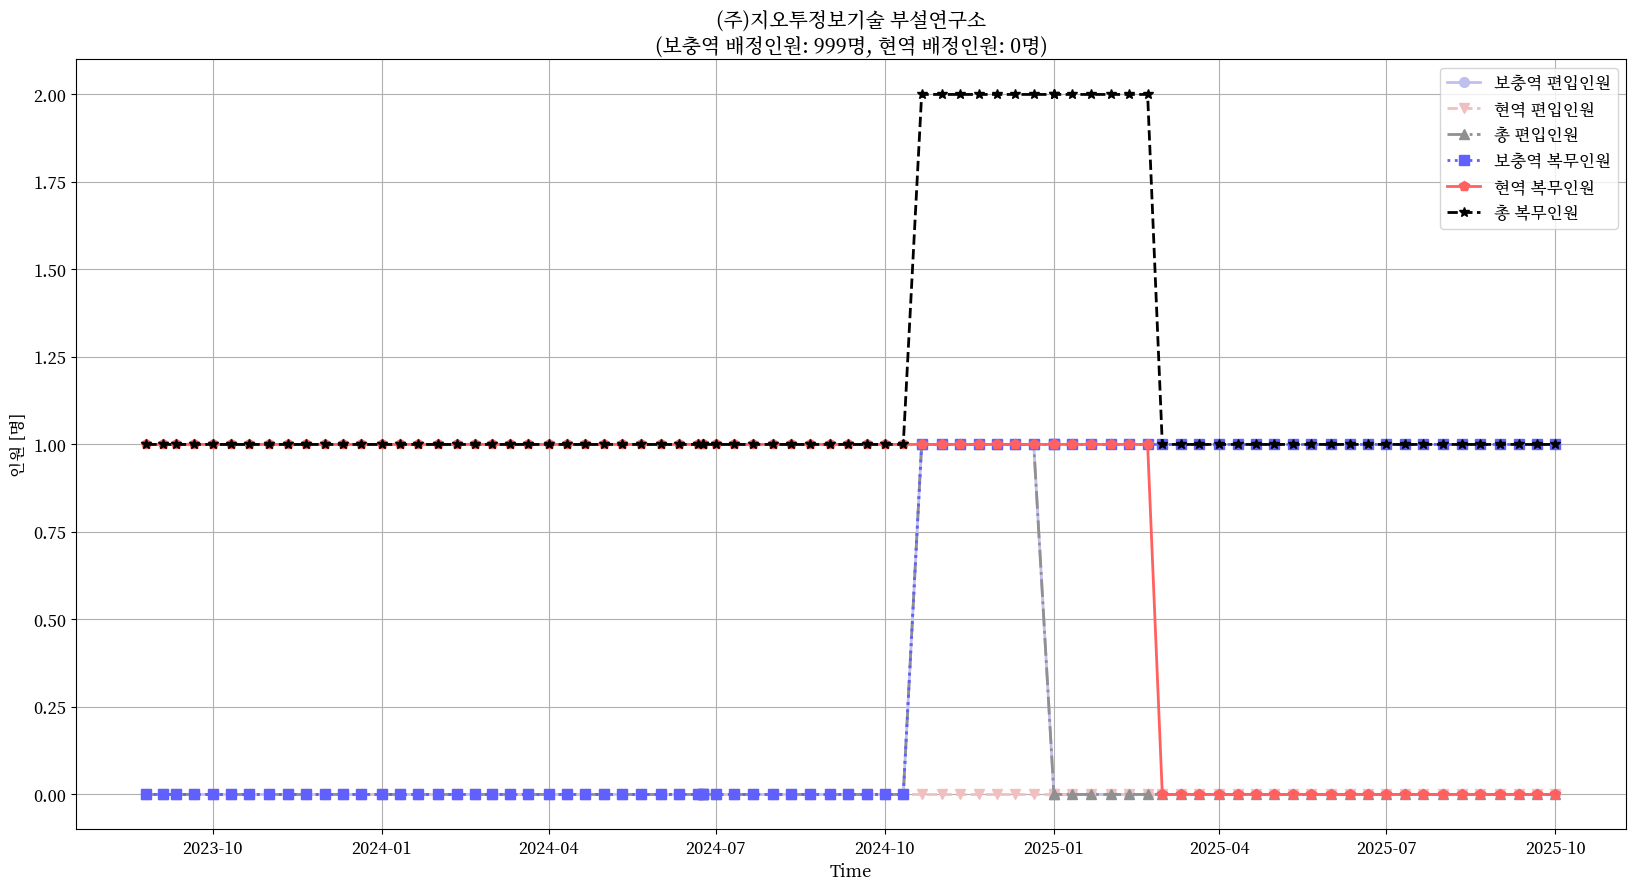 (주)지오투정보기술 부설연구소
(보충역 배정인원: 999명, 현역 배정인원: 0명)
보충역 편입인원
현역 편입인원
총 편입인원
보충역 복무인원
현역 복무인원
총 복무인원
2.00
1.75
1.50
1.25
1.00
0.75
0.50
0.25
0.00
인원 [명]
2023-10
2024-01
2024-04
2024-07
2024-10
2025-01
2025-04
2025-07
2025-10
Time